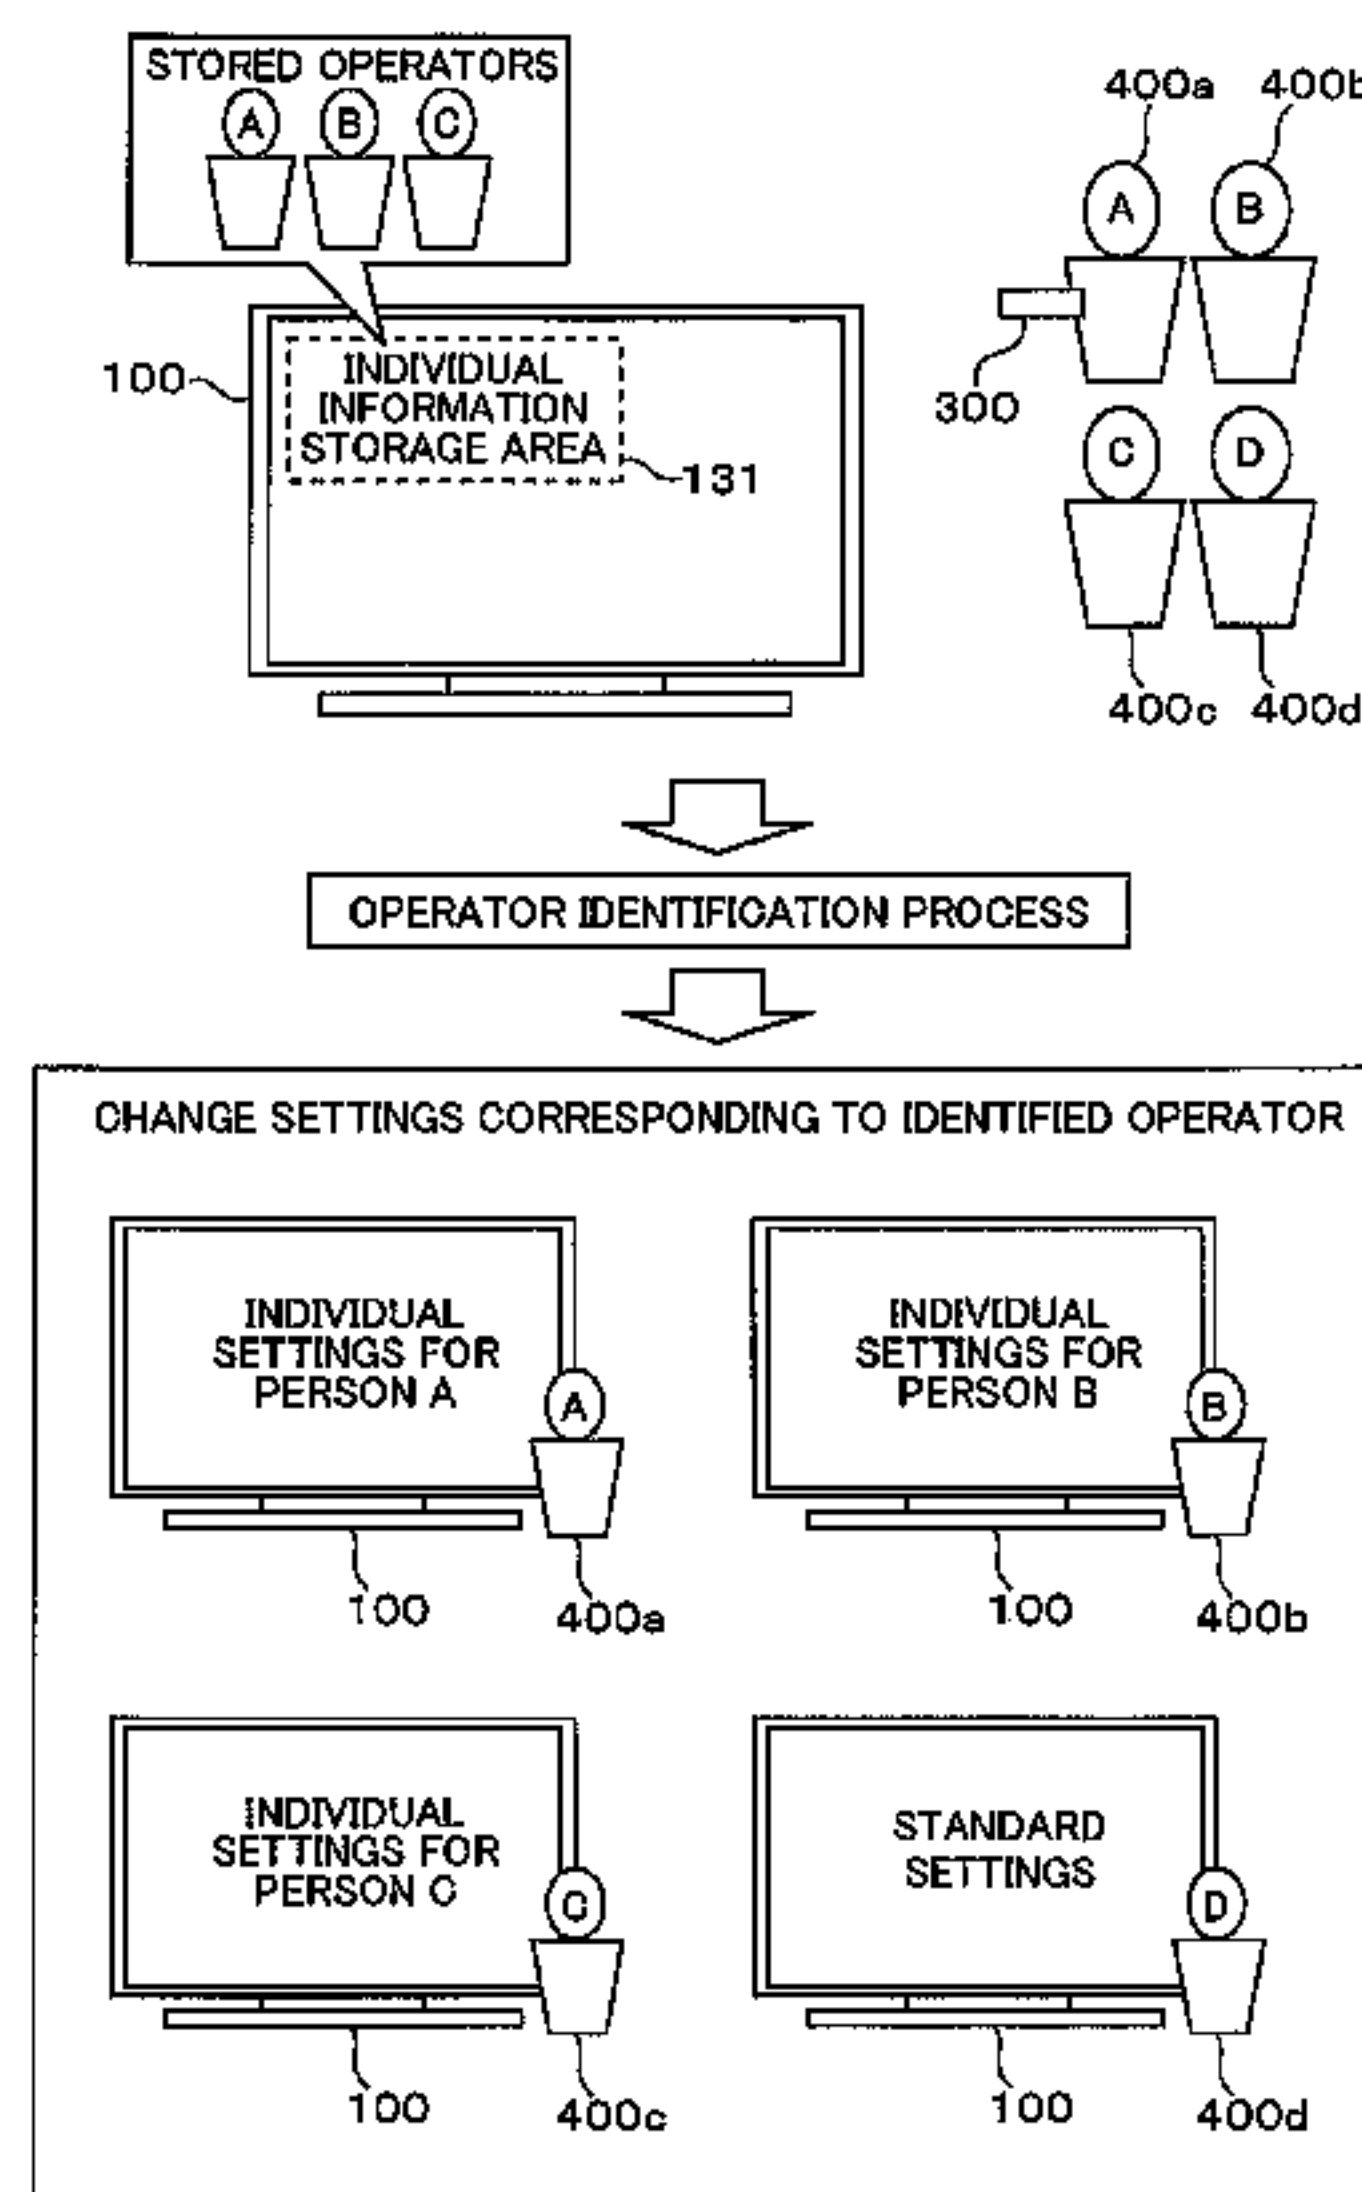 STORED OPERATORS
A B C
400a 400b
A B
100
INDIVIDUAL
INFORMATION
STORAGE AREA
131
300
C D
400c 400d
OPERATOR IDENTIFICATION PROCESS
CHANGE SETTINGS CORRESPONDING TO IDENTIFIED OPERATOR
INDIVIDUAL
SETTINGS FOR
PERSON A
A
100
400a
INDIVIDUAL
SETTINGS FOR
PERSON B
B
100
400b
INDIVIDUAL
SETTINGS FOR
PERSON C
C
100
400c
STANDARD
SETTINGS
D
100
400d